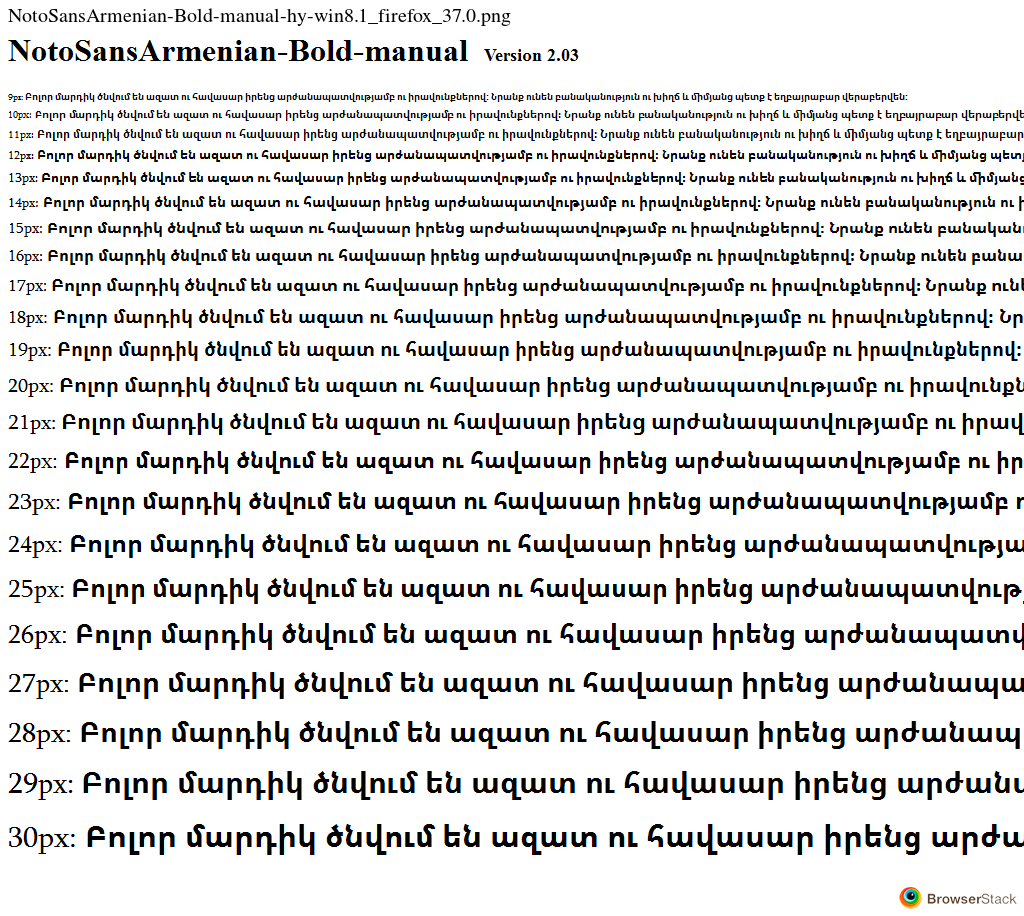 NotoSansArmenian-Bold-manual-hy-win8.1_firefox_37.0.png
NotoSansArmenian-Bold-manual Version 2.03
9px: Բոլոր մարդիկ ծնվում են ազատ ու հավասար իրենց արժանապատվությամբ ու իրավունքներով։ Նրանք ունեն բանականություն ու խիղճ և միմյանց պետք է եղբայրաբար վերաբերվեն։
10px: Բոլոր մարդիկ ծնվում են ազատ ու հավասար իրենց արժանապատվությամբ ու իրավունքներով։ Նրանք ունեն բանականություն ու խիղճ և միմյանց պետք է եղբայրաբար վերաբերվե
11px: Բոլոր մարդիկ ծնվում են ազատ ու հավասար իրենց արժանապատվությամբ ու իրավունքներով։ Նրանք ունեն բանականություն ու խիղճ և միմյանց պետք է եղբայրաբար
12px: Բոլոր մարդիկ ծնվում են ազատ ու հավասար իրենց արժանապատվությամբ ու իրավունքներով։ Նրանք ունեն բանականություն ու խիղճ և միմյանց պետ
13px: Բոլոր մարդիկ ծնվում են ազատ ու հավասար իրենց արժանապատվությամբ ու իրավունքներով։ Նրանք ունեն բանականություն ու խիղճ և միմյանց
14px: Բոլոր մարդիկ ծնվում են ազատ ու հավասար իրենց արժանապատվությամբ ու իրավունքներով։ Նրանք ունեն բանականություն ու խ
15px: Բոլոր մարդիկ ծնվում են ազատ ու հավասար իրենց արժանապատվությամբ ու իրավունքներով։ Նրանք ունեն բանական
16px: Բոլոր մարդիկ ծնվում են ազատ ու հավասար իրենց արժանապատվությամբ ու իրավունքներով։ Նրանք ունեն բանա
17px: Բոլոր մարդիկ ծնվում են ազատ ու հավասար իրենց արժանապատվությամբ ու իրավունքներով։ Նրանք ունե
18px: Բոլոր մարդիկ ծնվում են ազատ ու հավասար իրենց արժանապատվությամբ ու իրավունքներով։ Նր
19px: Բոլոր մարդիկ ծնվում են ազատ ու հավասար իրենց արժանապատվությամբ ու իրավունքներով։
20px: Բոլոր մարդիկ ծնվում են ազատ ու հավասար իրենց արժանապատվությամբ ու իրավունքն
21px: Բոլոր մարդիկ ծնվում են ազատ ու հավասար իրենց արժանապատվությամբ ու իրավ
22px: Բոլոր մարդիկ ծնվում են ազատ ու հավասար իրենց արժանապատվությամբ ու իր
23px: Բոլոր մարդիկ ծնվում են ազատ ու հավասար իրենց արժանապատվությամբ
24px: Բոլոր մարդիկ ծնվում են ազատ ու հավասար իրենց արժանապատվությա
25px: Բոլոր մարդիկ ծնվում են ազատ ու հավասար իրենց արժանապատվությ
26px: Բոլոր մարդիկ ծնվում են ազատ ու հավասար իրենց արժանապատվ
27px: Բոլոր մարդիկ ծնվում են ազատ ու հավասար իրենց արժանապա
28px: Բոլոր մարդիկ ծնվում են ազատ ու հավասար իրենց արժանապ
29px: Բոլոր մարդիկ ծնվում են ազատ ու հավասար իրենց արժան
30px: Բոլոր մարդիկ ծնվում են ազատ ու հավասար իրենց արժա
BrowserStack